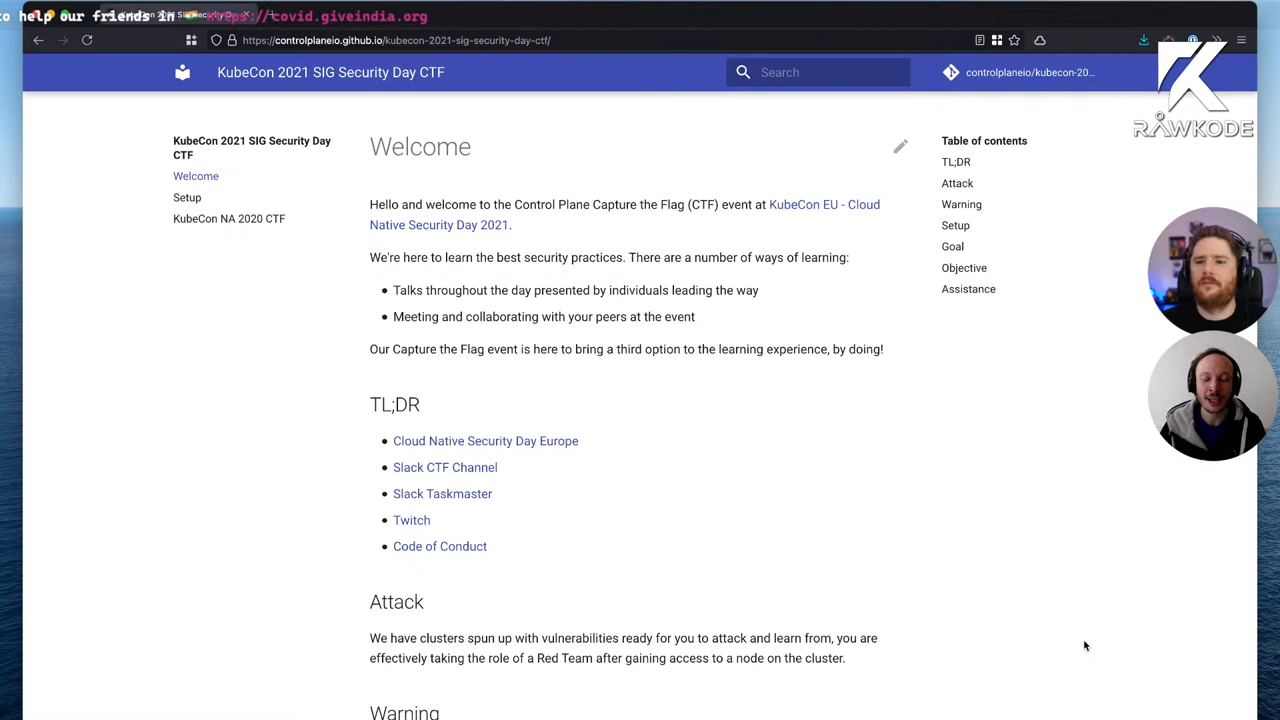 to help our friends in https://covid.giveindia.org
https://controlplaneio.github.io/kubecon-2021-sig-security-day-ctf/
KubeCon 2021 SIG Security Day CTF
Search
controlplaneio/kubecon-20...
RAWKODE
KubeCon 2021 SIG Security Day
CTF
Welcome
Setup
KubeCon NA 2020 CTF
Welcome
Hello and welcome to the Control Plane Capture the Flag (CTF) event at KubeCon EU - Cloud
Native Security Day 2021.
We're here to learn the best security practices. There are a number of ways of learning:
Talks throughout the day presented by individuals leading the way
Meeting and collaborating with your peers at the event
Our Capture the Flag event is here to bring a third option to the learning experience, by doing!
TL;DR
Cloud Native Security Day Europe
Slack CTF Channel
Slack Taskmaster
Twitch
Code of Conduct
Attack
We have clusters spun up with vulnerabilities ready for you to attack and learn from, you are
effectively taking the role of a Red Team after gaining access to a node on the cluster.
Warning
Table of contents
TL;DR
Attack
Warning
Setup
Goal
Objective
Assistance